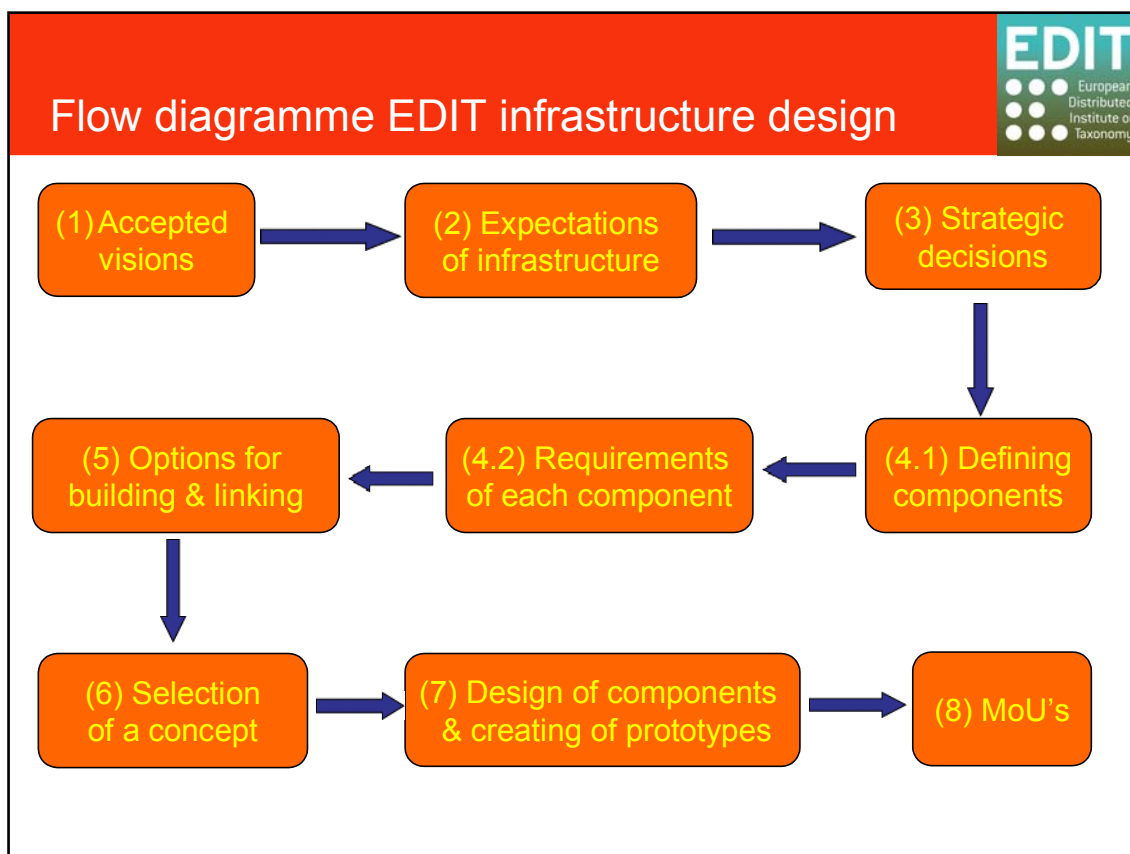 Flow diagramme EDIT infrastructure design
EDIT
European
Distributed
Institute of
Taxonomy
(1) Accepted
visions
(2) Expectations
of infrastructure
(3) Strategic
decisions
(5) Options for
building & linking
(4.2) Requirements
of each component
(4.1) Defining
components
(6) Selection
of a concept
(7) Design of components
& creating of prototypes
(8) MoU's